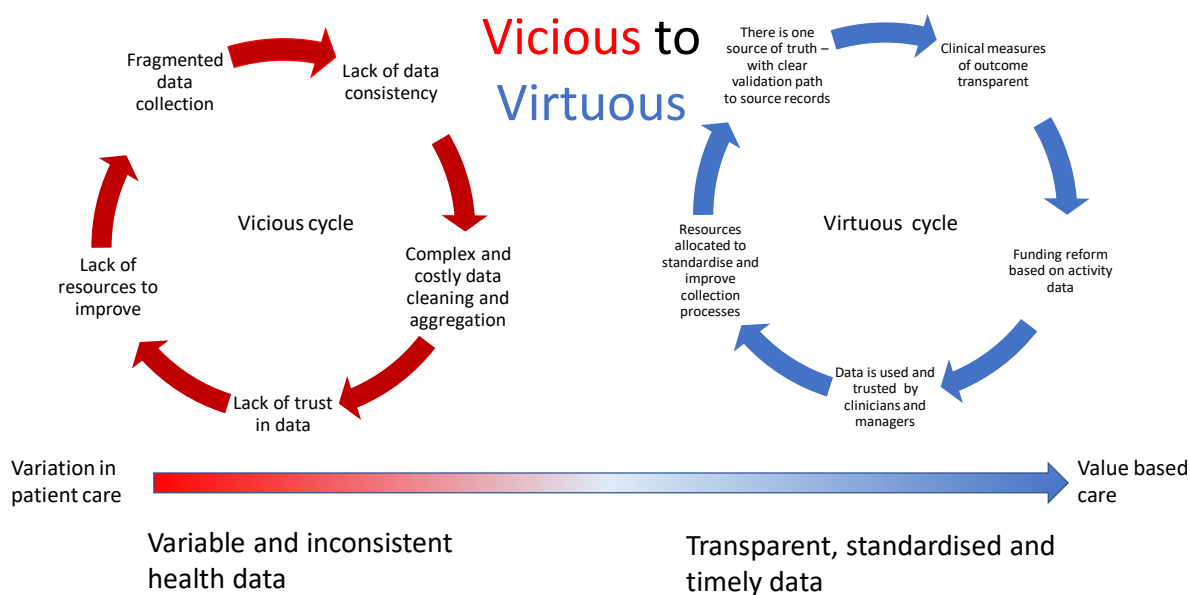 Vicious to
Virtuous
Fragmented
data
collection
Lack of data
consistency
Complex and
costly data
cleaning and
aggregation
Lack of trust
in data
Lack of
resources to
improve
Vicious cycle
There is one
source of truth –
with clear
validation path
to source records
Clinical measures
of outcome
transparent
Funding reform
based on activity
data
Data is used and
trusted by
clinicians and
managers
Resources
allocated to
standardise and
improve
collection
processes
Virtuous cycle
Variation in
patient care
Value based
care
Variable and inconsistent
health data
Transparent, standardised and
timely data